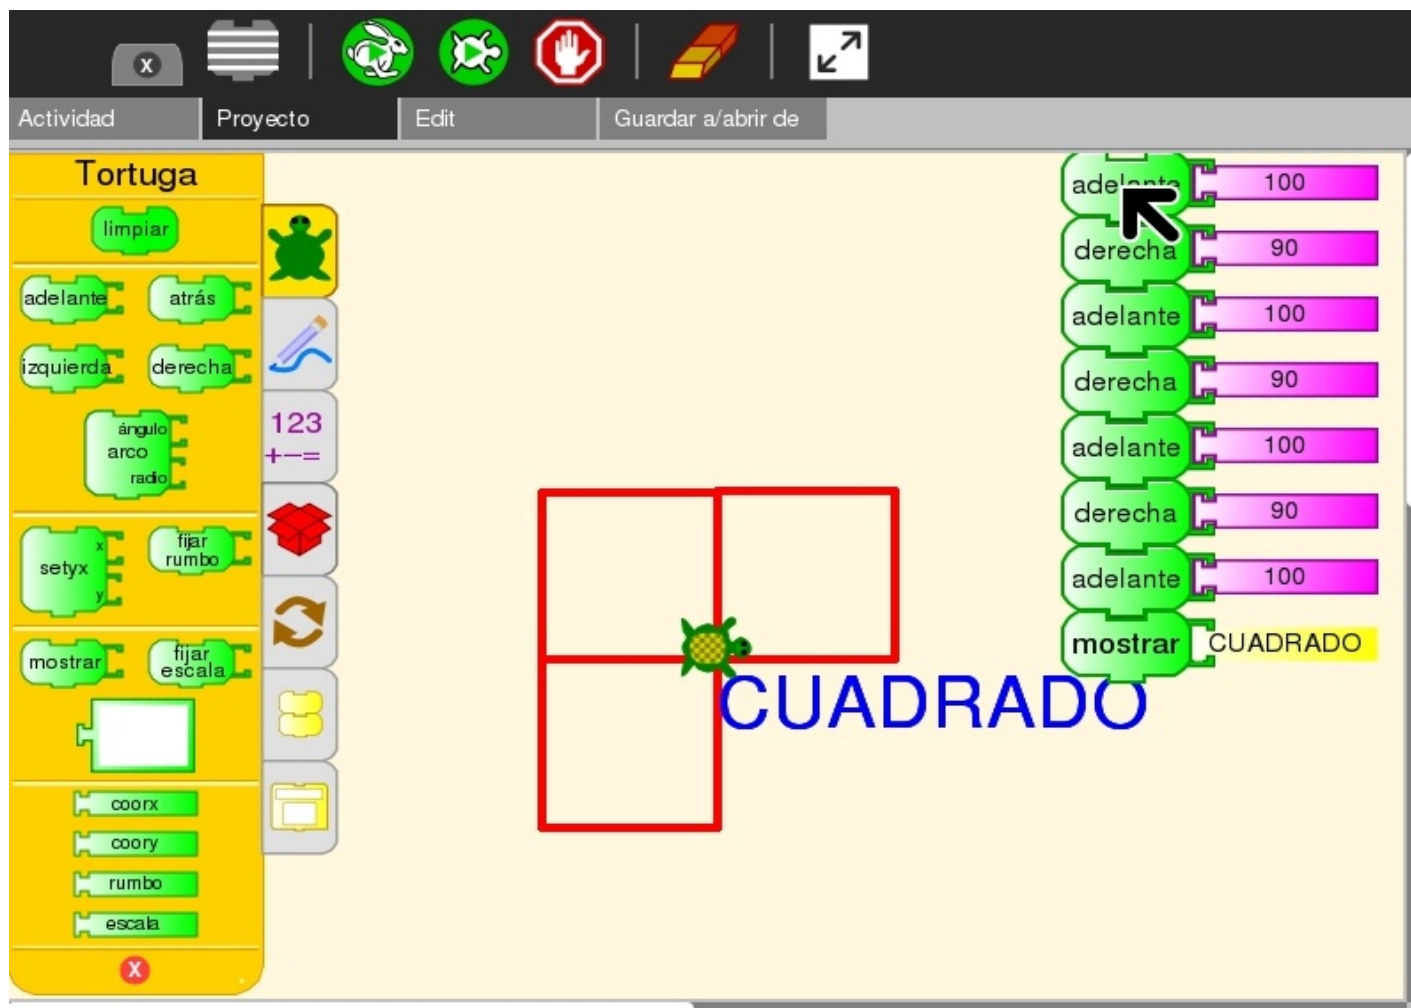 x
Actividad
Proyecto
Edit
Guardar a/abrir de
Tortuga
limpiar
adelante
atrás
izquierda
derecha
ángulo
arco
radio
setyx
x
y
fijar
rumbo
mostrar
fijar
escala
coorx
coory
rumbo
escala
X
123
+−=
adelante 100
derecha 90
adelante 100
derecha 90
adelante 100
derecha 90
adelante 100
mostrar CUADRADO
CUADRADO